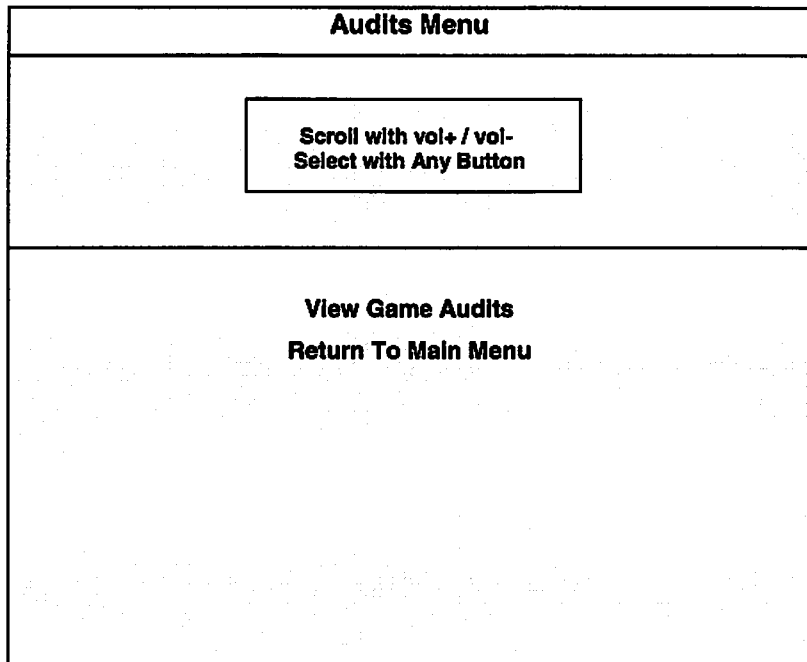 Audits Menu
Scroll with vol+ / vol-
Select with Any Button
View Game Audits
Return To Main Menu